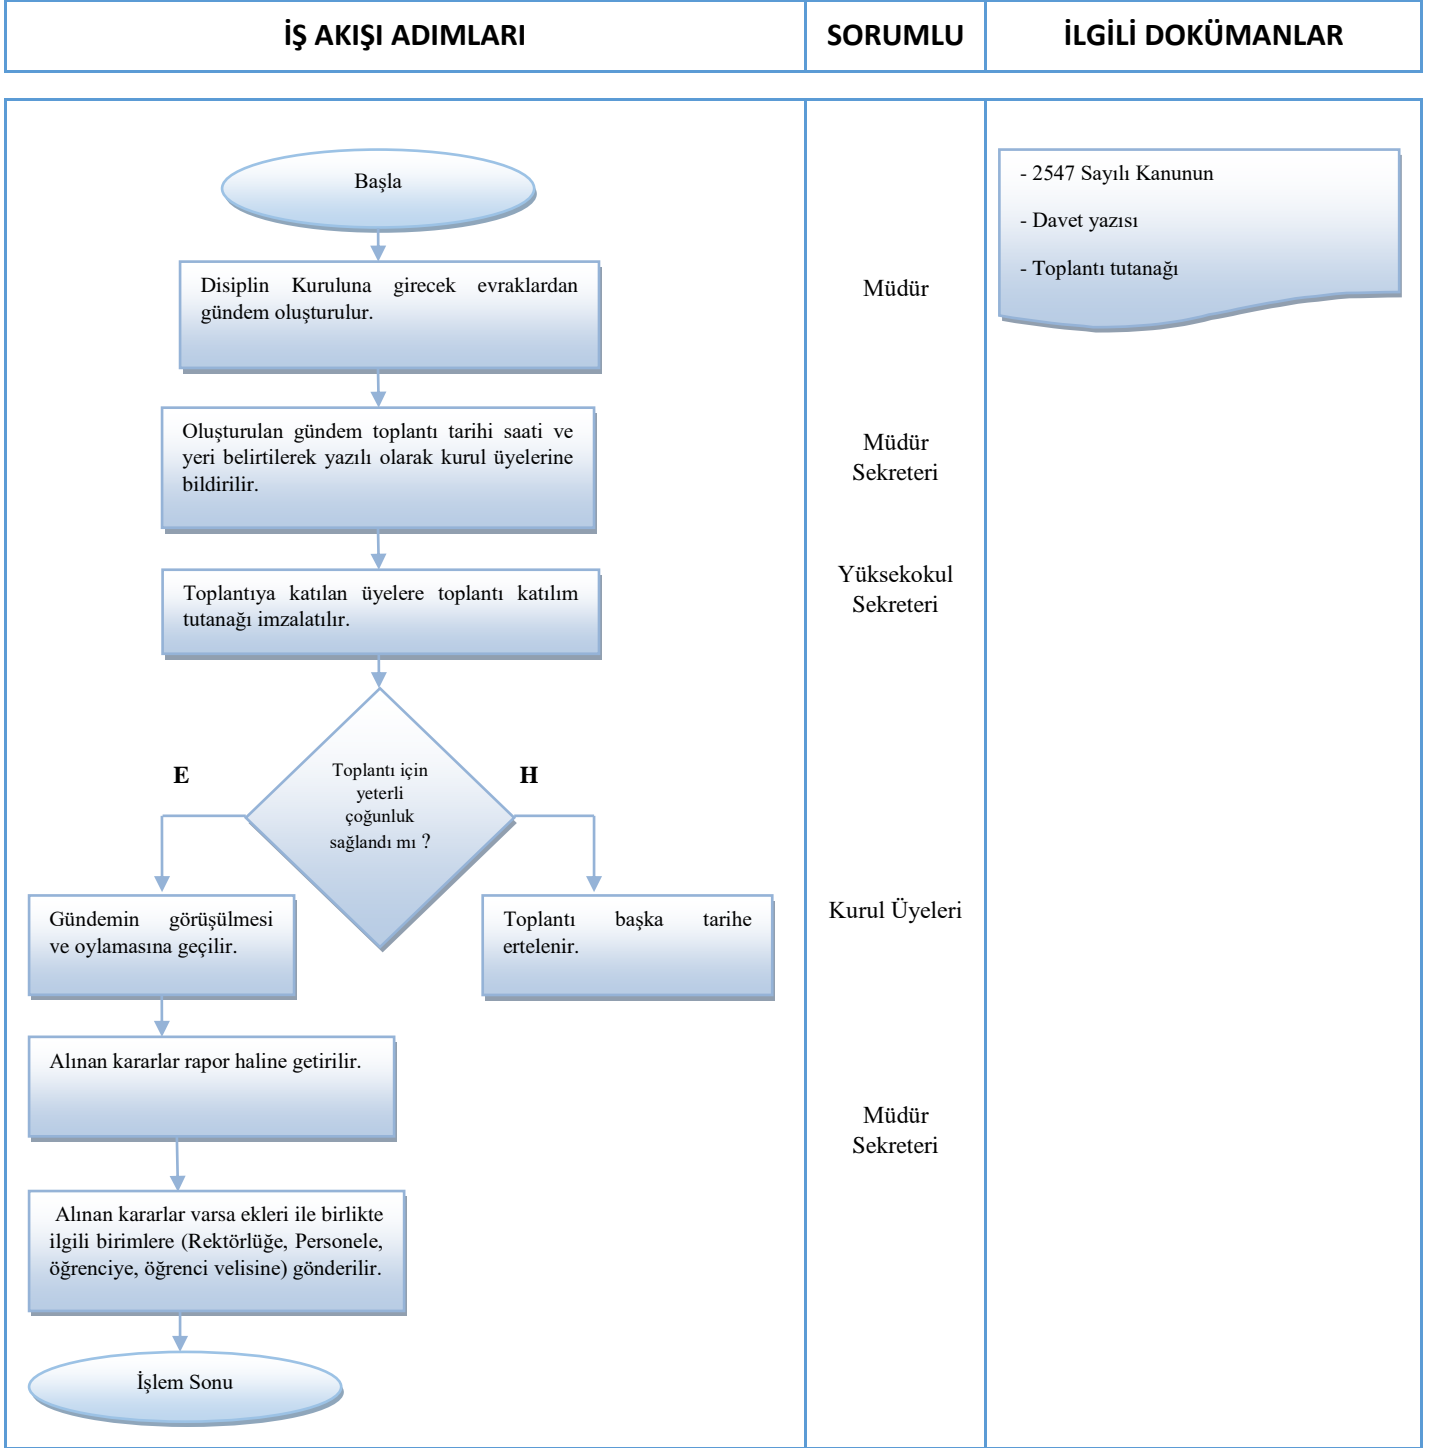 İŞ AKIŞI ADIMLARI
SORUMLU
İLGİLİ DOKÜMANLAR
Başla
Disiplin Kuruluna girecek evraklardan
gündem oluşturulur.
Müdür
- 2547 Sayılı Kanunun
- Davet yazısı
- Toplantı tutanağı
Oluşturulan gündem toplantı tarihi saati ve
yeri belirtilerek yazılı olarak kurul üyelerine
bildirilir.
Müdür
Sekreteri
Toplantıya katılan üyelere toplantı katılım
tutanağı imzalatılır.
Yüksekokul
Sekreteri
E
Toplantı için
yeterli
çoğunluk
sağlandı mı ?
H
Gündemin görüşülmesi
ve oylamasına geçilir.
Toplantı başka tarihe
ertelenir.
Kurul Üyeleri
Alınan kararlar rapor haline getirilir.
Müdür
Sekreteri
Alınan kararlar varsa ekleri ile birlikte
ilgili birimlere (Rektörlüğe, Personele,
öğrenciye, öğrenci velisine) gönderilir.
İşlem Sonu